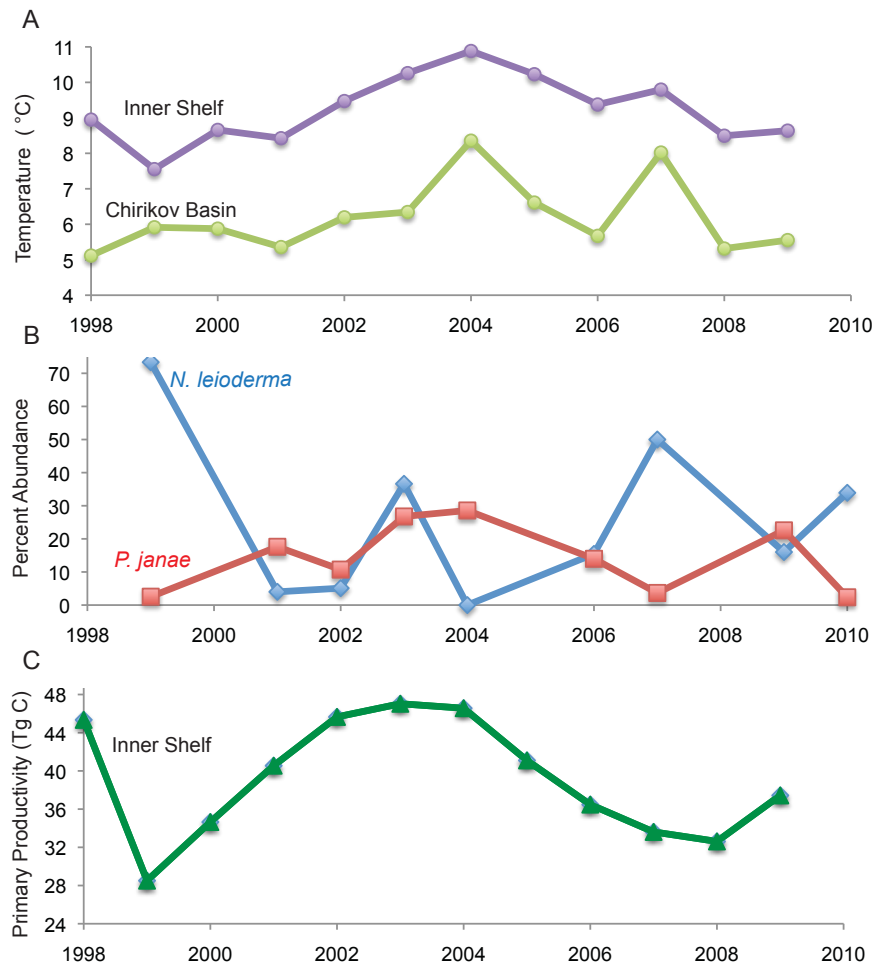 A
Temperature ( °C)
11
10
9
8
7
6
5
4
Inner Shelf
Chirikov Basin
1998 2000 2002 2004 2006 2008 2010
B
Percent Abundance
70
60
50
40
30
20
10
0
N. leioderma
P. janae
1998 2000 2002 2004 2006 2008 2010
C
Primary Productivity (Tg C)
48
44
40
36
32
28
24
Inner Shelf
1998 2000 2002 2004 2006 2008 2010